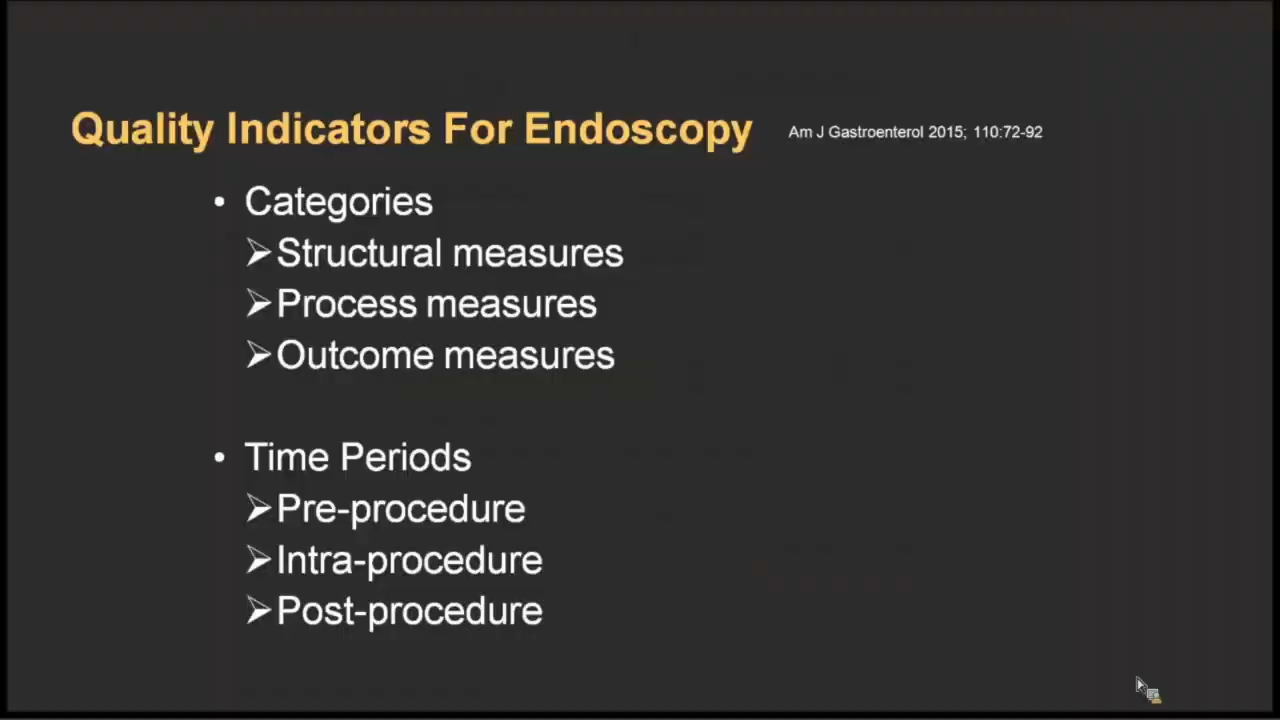 Quality Indicators For Endoscopy Am J Gastroenterol 2015; 110:72-92
• Categories
➢Structural measures
➢Process measures
➢Outcome measures
• Time Periods
➢Pre-procedure
➢Intra-procedure
➢Post-procedure